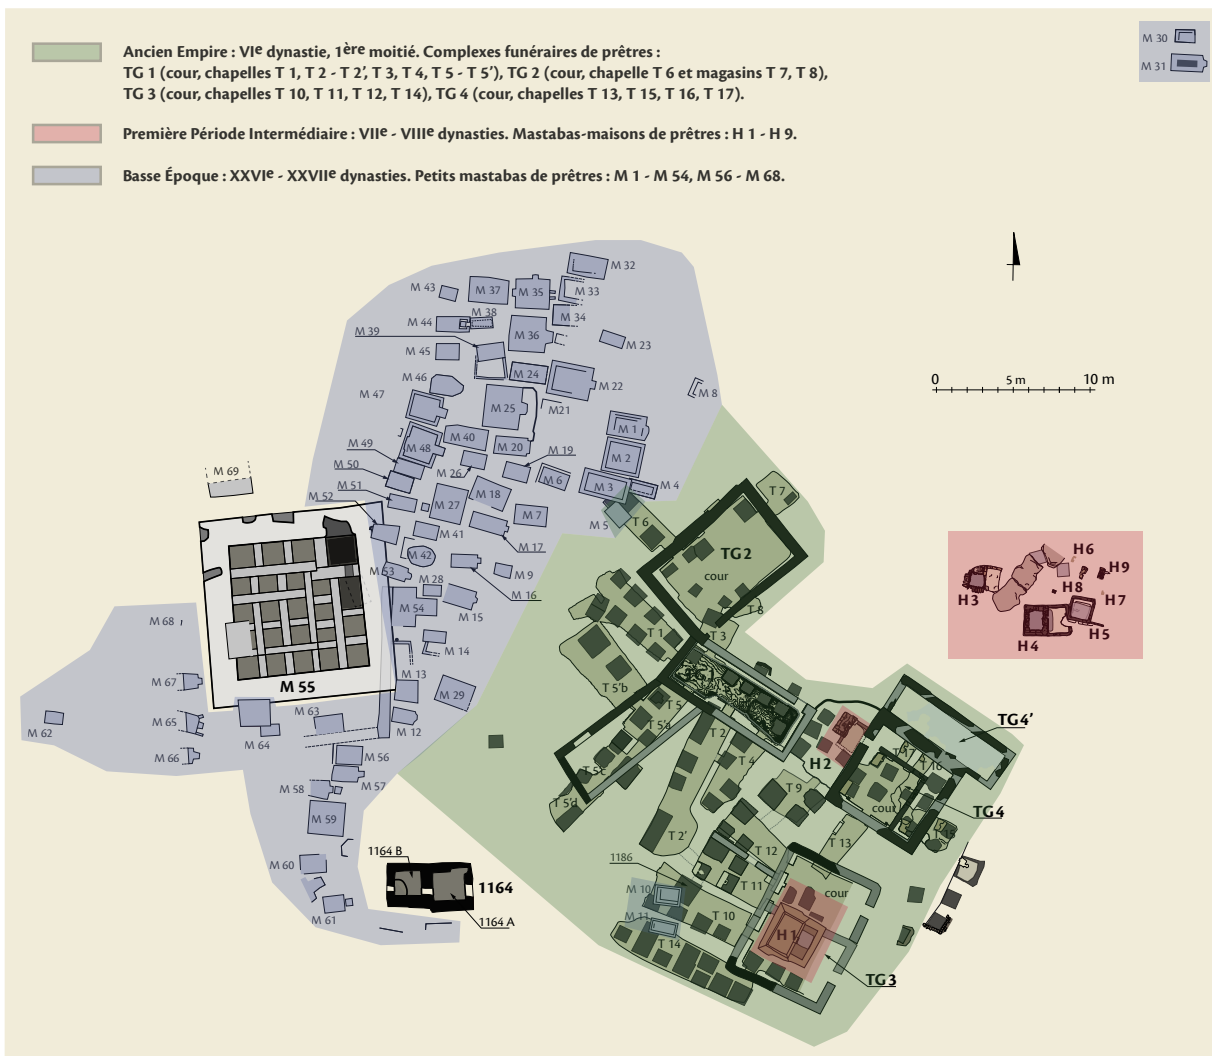 Ancien Empire : VIe dynastie, 1ère moitié. Complexes funéraires de prêtres :
TG 1 (cour, chapelles T 1, T 2 - T 2’, T 3, T 4, T 5 - T 5’), TG 2 (cour, chapelle T 6 et magasins T 7, T 8),
TG 3 (cour, chapelles T 10, T 11, T 12, T 14), TG 4 (cour, chapelles T 13, T 15, T 16, T 17).
Première Période Intermédiaire : VIIe - VIIIe dynasties. Mastabas-maisons de prêtres : H 1 - H 9.
Basse Époque : XXVIe - XXVIIe dynasties. Petits mastabas de prêtres : M 1 - M 54, M 56 - M 68.
M 30
M 31
M 32
M 43
M 37
M 35
M 33
M 38
M 34
M 44
M 39
M 36
M 23
M 45
M 46
M 24
M 22
M 8
0
5 m
10 m
M 47
M 25
M21
M 1
M 49
M 48
M 40
M 20
M 19
M 2
M 50
M 26
M 6
M 3
M 4
M 69
M 51
M 52
M 27
M 18
M 7
M 5
T 6
T 7
M 41
M 17
M 42
M 53
M 28
M 9
M 16
M 54
M 15
TG2
cour
T 8
M 68
M 14
T 1
T 3
M 67
M 13
M 55
M 29
T 5’b
M 62
M 65
M 63
M 64
M 12
T 5
T 5’a
T 2
M 66
M 56
M 57
T 4
T 5’c
M 58
M 59
T 5’d
T 9
H2
T 17
T 16
TG4’
cour
TG4
T 15
T 2’
T 12
T 13
M 60
1164 B
1164
1164 A
M 61
1186
M 10
M 11
T 11
T 10
T 14
cour
H1
TG3
H6
H9
H8
H3
H7
H5
H4